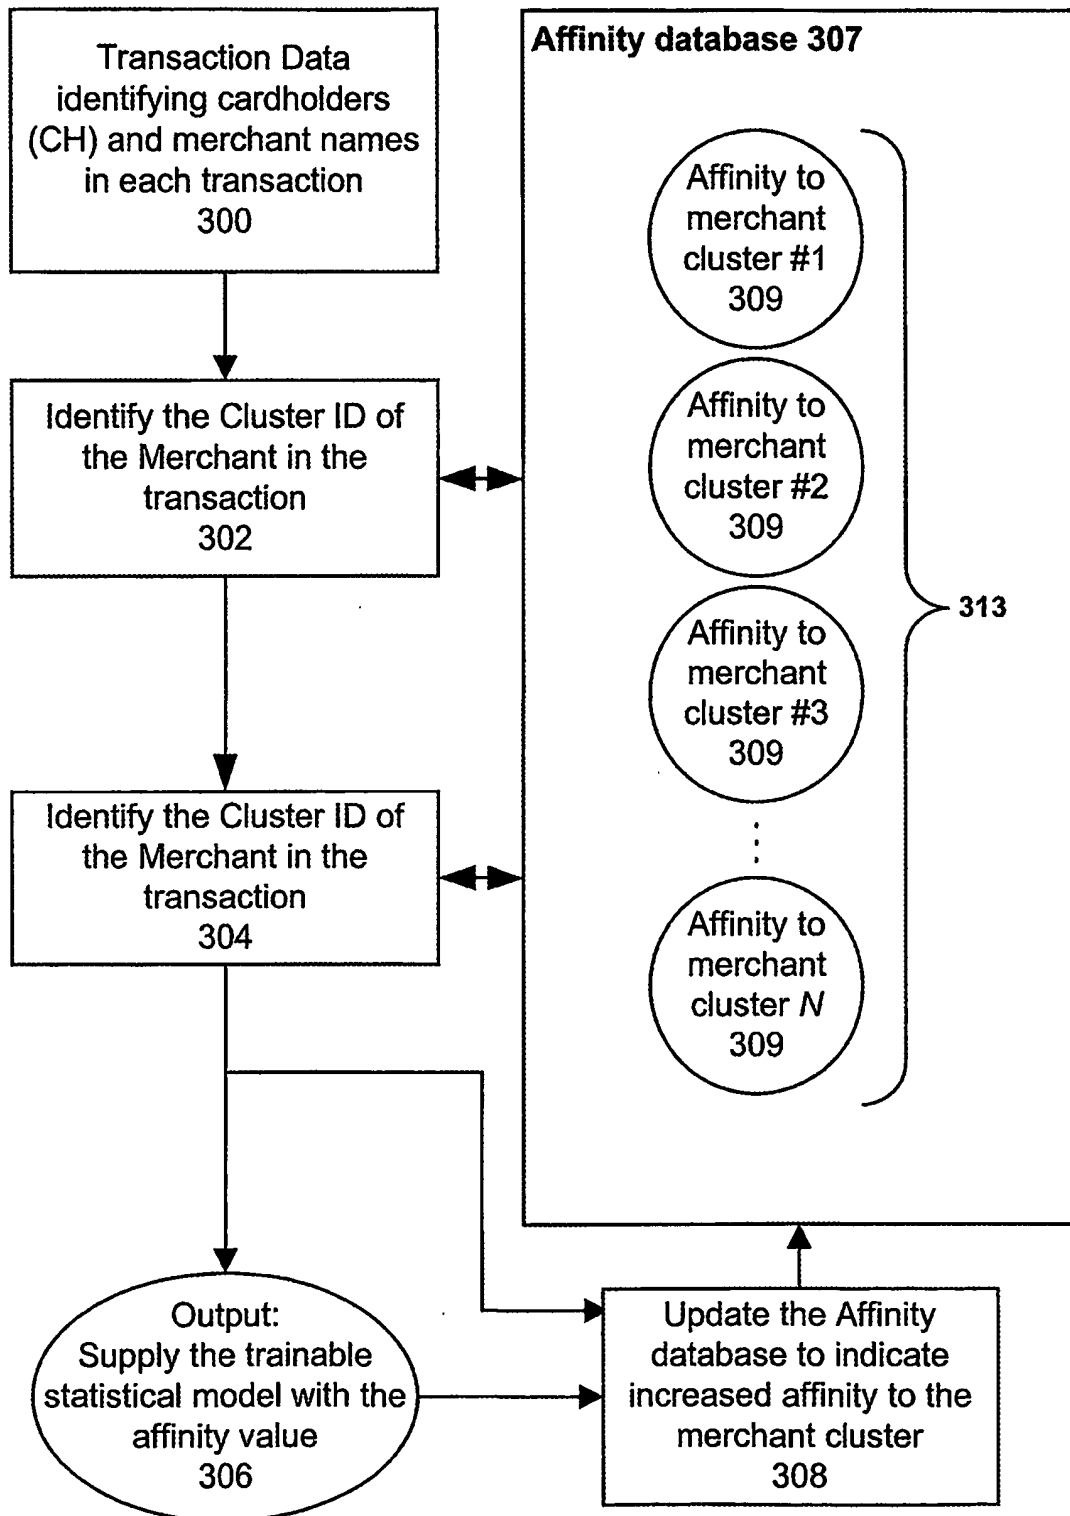 Transaction Data
identifying cardholders
(CH) and merchant names
in each transaction
300
Identify the Cluster ID of
the Merchant in the
transaction
302
Identify the Cluster ID of
the Merchant in the
transaction
304
Output:
Supply the trainable
statistical model with the
affinity value
306
Affinity database 307
Affinity to
merchant
cluster #1
309
Affinity to
merchant
cluster #2
309
Affinity to
merchant
cluster #3
309
Affinity to
merchant
cluster N
309
313
Update the Affinity
database to indicate
increased affinity to the
merchant cluster
308